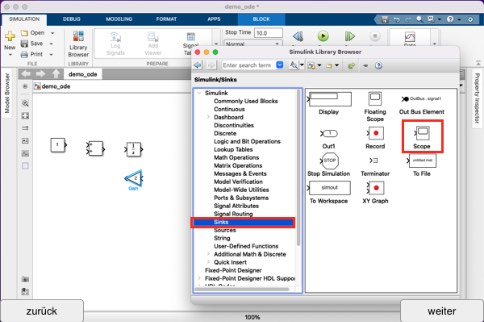 demo_ode *
SIMULATION
DEBUG
MODELING
FORMAT
APPS
BLOCK
New
Open
Save
Print
FILE
Library
Browser
LIBRARY
Log
Signals
Add
Viewer
Signal
Table
PREPARE
Stop Time 10.0
Simulink Library Browser
Enter search term
Simulink/Sinks
Model Browser
Property Inspector
demo_ode
demo_ode
1
2
Simulink
Commonly Used Blocks
Continuous
Dashboard
Discontinuities
Discrete
Logic and Bit Operations
Lookup Tables
Math Operations
Matrix Operations
Messages & Events
Model Verification
Model-Wide Utilities
Ports & Subsystems
Signal Attributes
Signal Routing
Sinks
Sources
String
User-Defined Functions
Additional Math & Discrete
Quick Insert
Fixed-Point Designer
Fixed-Point Designer HDL Support
Display
Floating
Scope
Out Bus Element
1
Out1
Record
Scope
STOP
Stop Simulation
Terminator
untitled.mat
To File
simout
To Workspace
XY Graph
zurück
100%
weiter